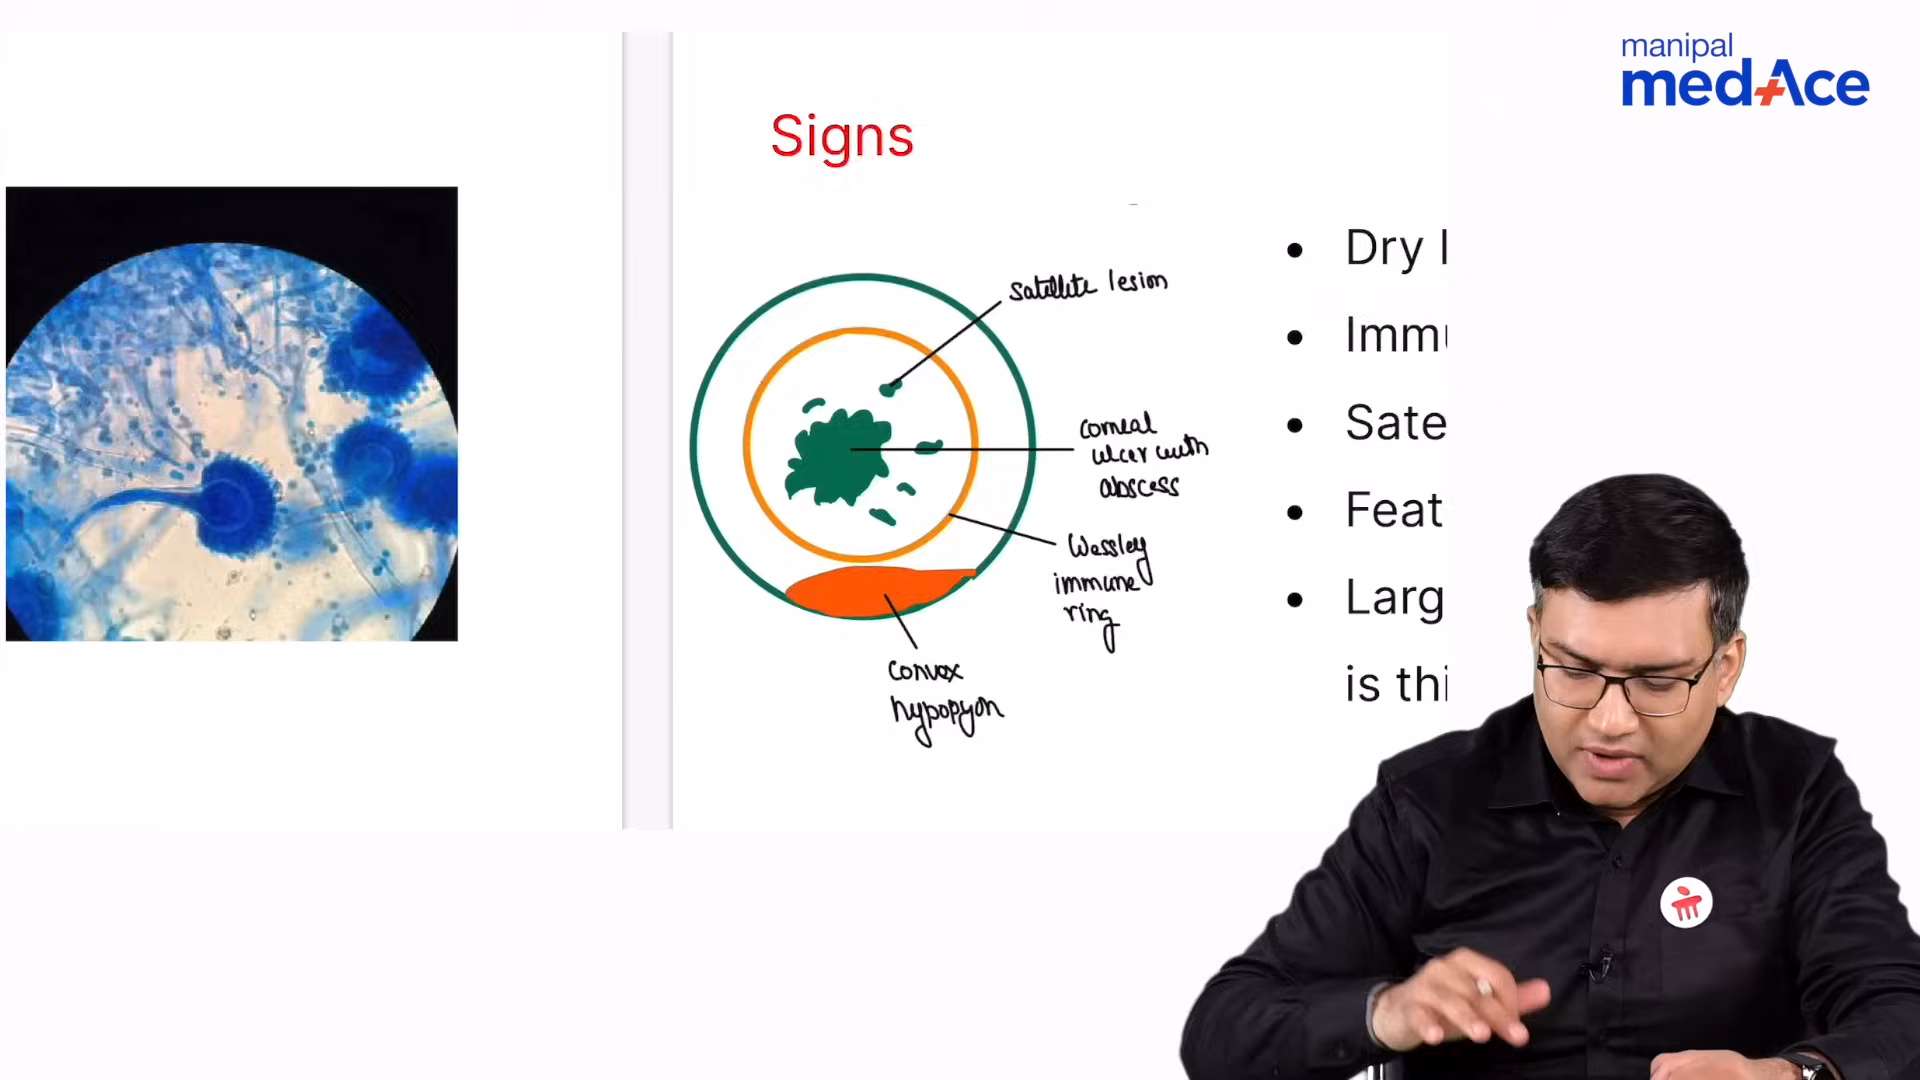 manipal
medAce
Signs
satellite lesion
corneal
ulcer with
abscess
Wessley
immune
ring
convex
hypopyon
• Dry
• Imm
• Sate
• Feat
• Larg
is thi